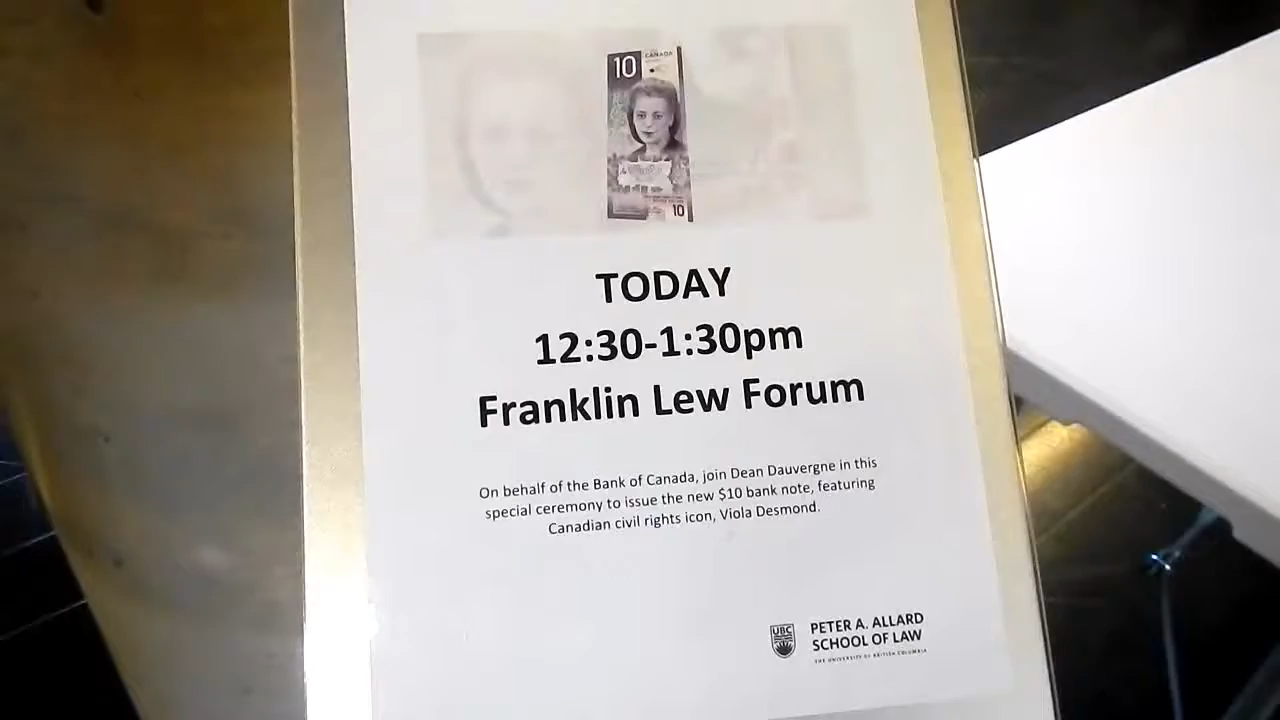 10
CANADA
10
TODAY
12:30-1:30pm
Franklin Lew Forum
On behalf of the Bank of Canada, join Dean Dauvergne in this
special ceremony to issue the new $10 bank note, featuring
Canadian civil rights icon, Viola Desmond.
UBC
PETER A. ALLARD
SCHOOL OF LAW
THE UNIVERSITY OF BRITISH COLUMBIA